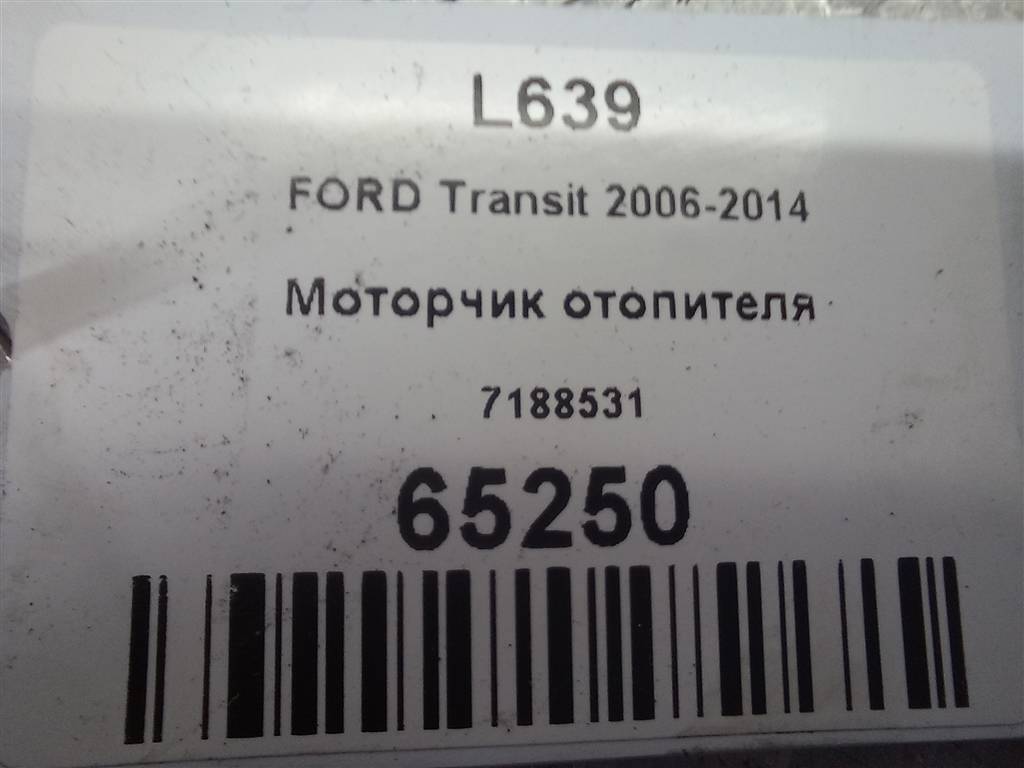 L639
FORD Transit 2006-2014
Моторчик отопителя
7188531
65250